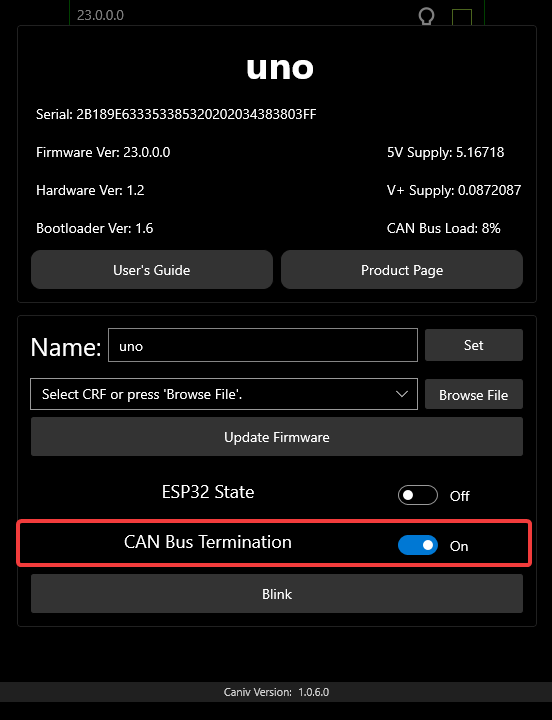 23.0.0.0
uno
Serial: 2B189E633353385320202034383803FF
Firmware Ver: 23.0.0.0
5V Supply: 5.16718
Hardware Ver: 1.2
V+ Supply: 0.0872087
Bootloader Ver: 1.6
CAN Bus Load: 8%
User's Guide
Product Page
Name: uno
Set
Select CRF or press 'Browse File'.
Browse File
Update Firmware
ESP32 State
Off
CAN Bus Termination
On
Blink
Caniv Version: 1.0.6.0